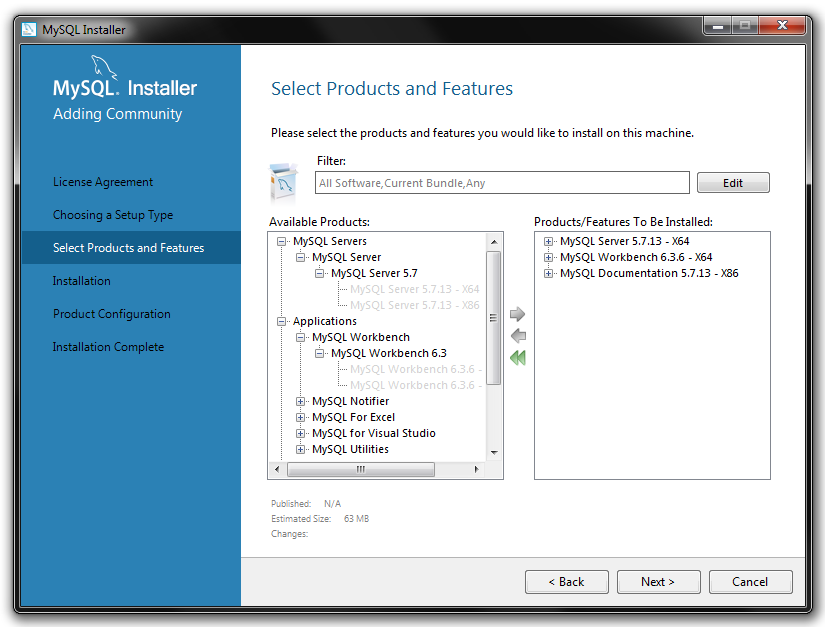 MySQL Installer
MySQL. Installer
Adding Community
License Agreement
Choosing a Setup Type
Select Products and Features
Installation
Product Configuration
Installation Complete
Select Products and Features
Please select the products and features you would like to install on this machine.
Filter:
All Software,Current Bundle,Any
Edit
Available Products:
MySQL Servers
MySQL Server
MySQL Server 5.7
MySQL Server 5.7.13 - X64
MySQL Server 5.7.13 - X86
Applications
MySQL Workbench
MySQL Workbench 6.3
MySQL Workbench 6.3.6 -
MySQL Workbench 6.3.6 -
MySQL Notifier
MySQL For Excel
MySQL for Visual Studio
MySQL Utilities
Products/Features To Be Installed:
MySQL Server 5.7.13 - X64
MySQL Workbench 6.3.6 - X64
MySQL Documentation 5.7.13 - X86
Published: N/A
Estimated Size: 63 MB
Changes:
< Back
Next >
Cancel